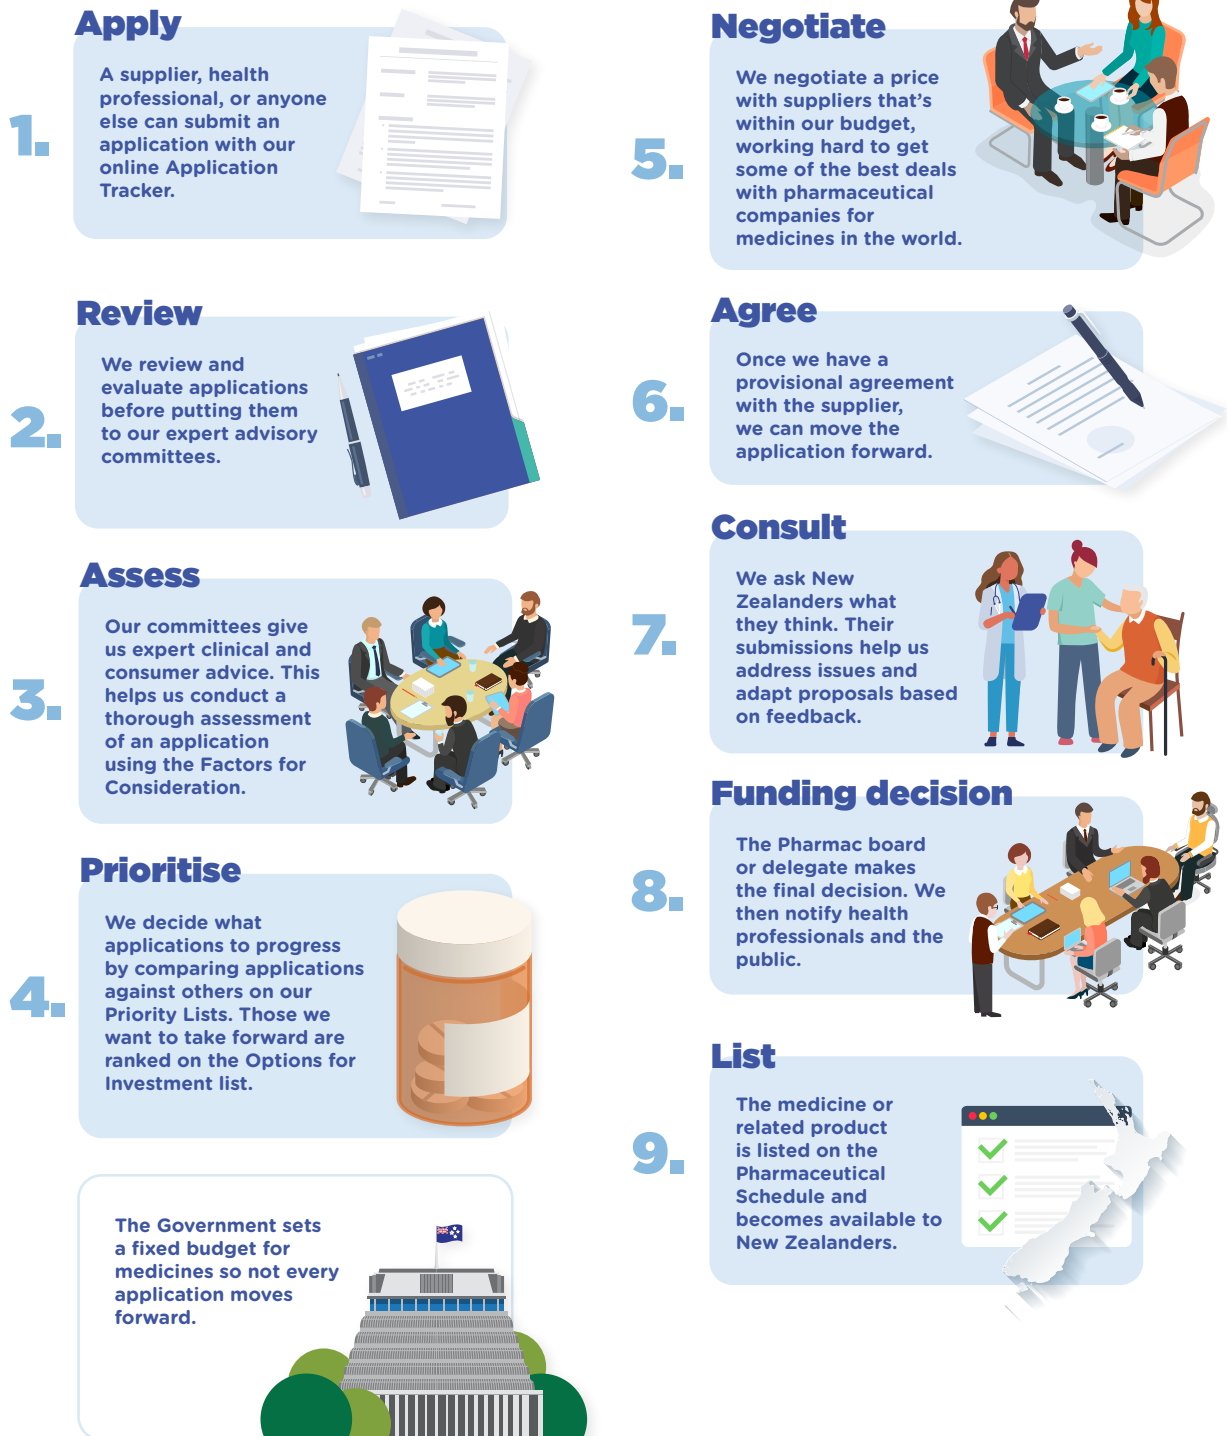 1.
Apply
A supplier, health
professional, or anyone
else can submit an
application with our
online Application
Tracker.
2.
Review
We review and
evaluate applications
before putting them
to our expert advisory
committees.
3.
Assess
Our committees give
us expert clinical and
consumer advice. This
helps us conduct a
thorough assessment
of an application
using the Factors for
Consideration.
4.
Prioritise
We decide what
applications to progress
by comparing applications
against others on our
Priority Lists. Those we
want to take forward are
ranked on the Options for
Investment list.
The Government sets
a fixed budget for
medicines so not every
application moves
forward.
5.
Negotiate
We negotiate a price
with suppliers that's
within our budget,
working hard to get
some of the best deals
with pharmaceutical
companies for
medicines in the world.
6.
Agree
Once we have a
provisional agreement
with the supplier,
we can move the
application forward.
7.
Consult
We ask New
Zealanders what
they think. Their
submissions help us
address issues and
adapt proposals based
on feedback.
8.
Funding decision
The Pharmac board
or delegate makes
the final decision. We
then notify health
professionals and the
public.
9.
List
The medicine or
related product
is listed on the
Pharmaceutical
Schedule and
becomes available to
New Zealanders.